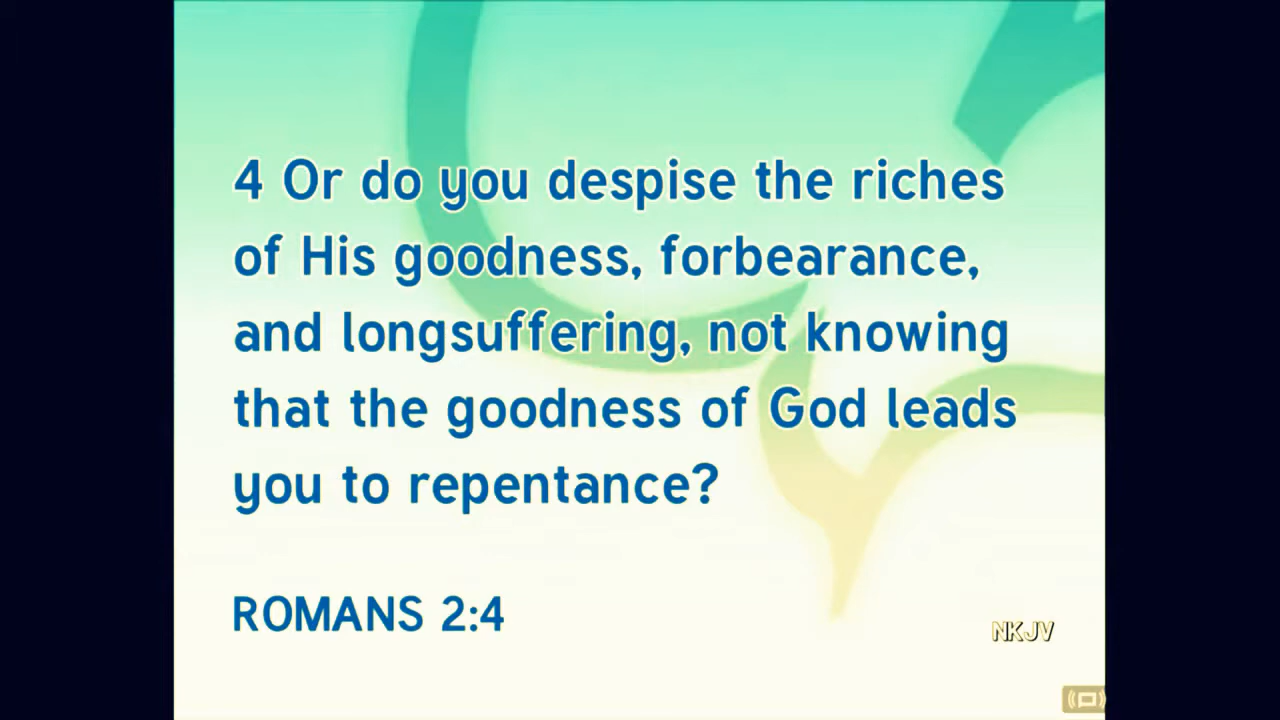 4 Or do you despise the riches
of His goodness, forbearance,
and longsuffering, not knowing
that the goodness of God leads
you to repentance?
ROMANS 2:4
NKJV